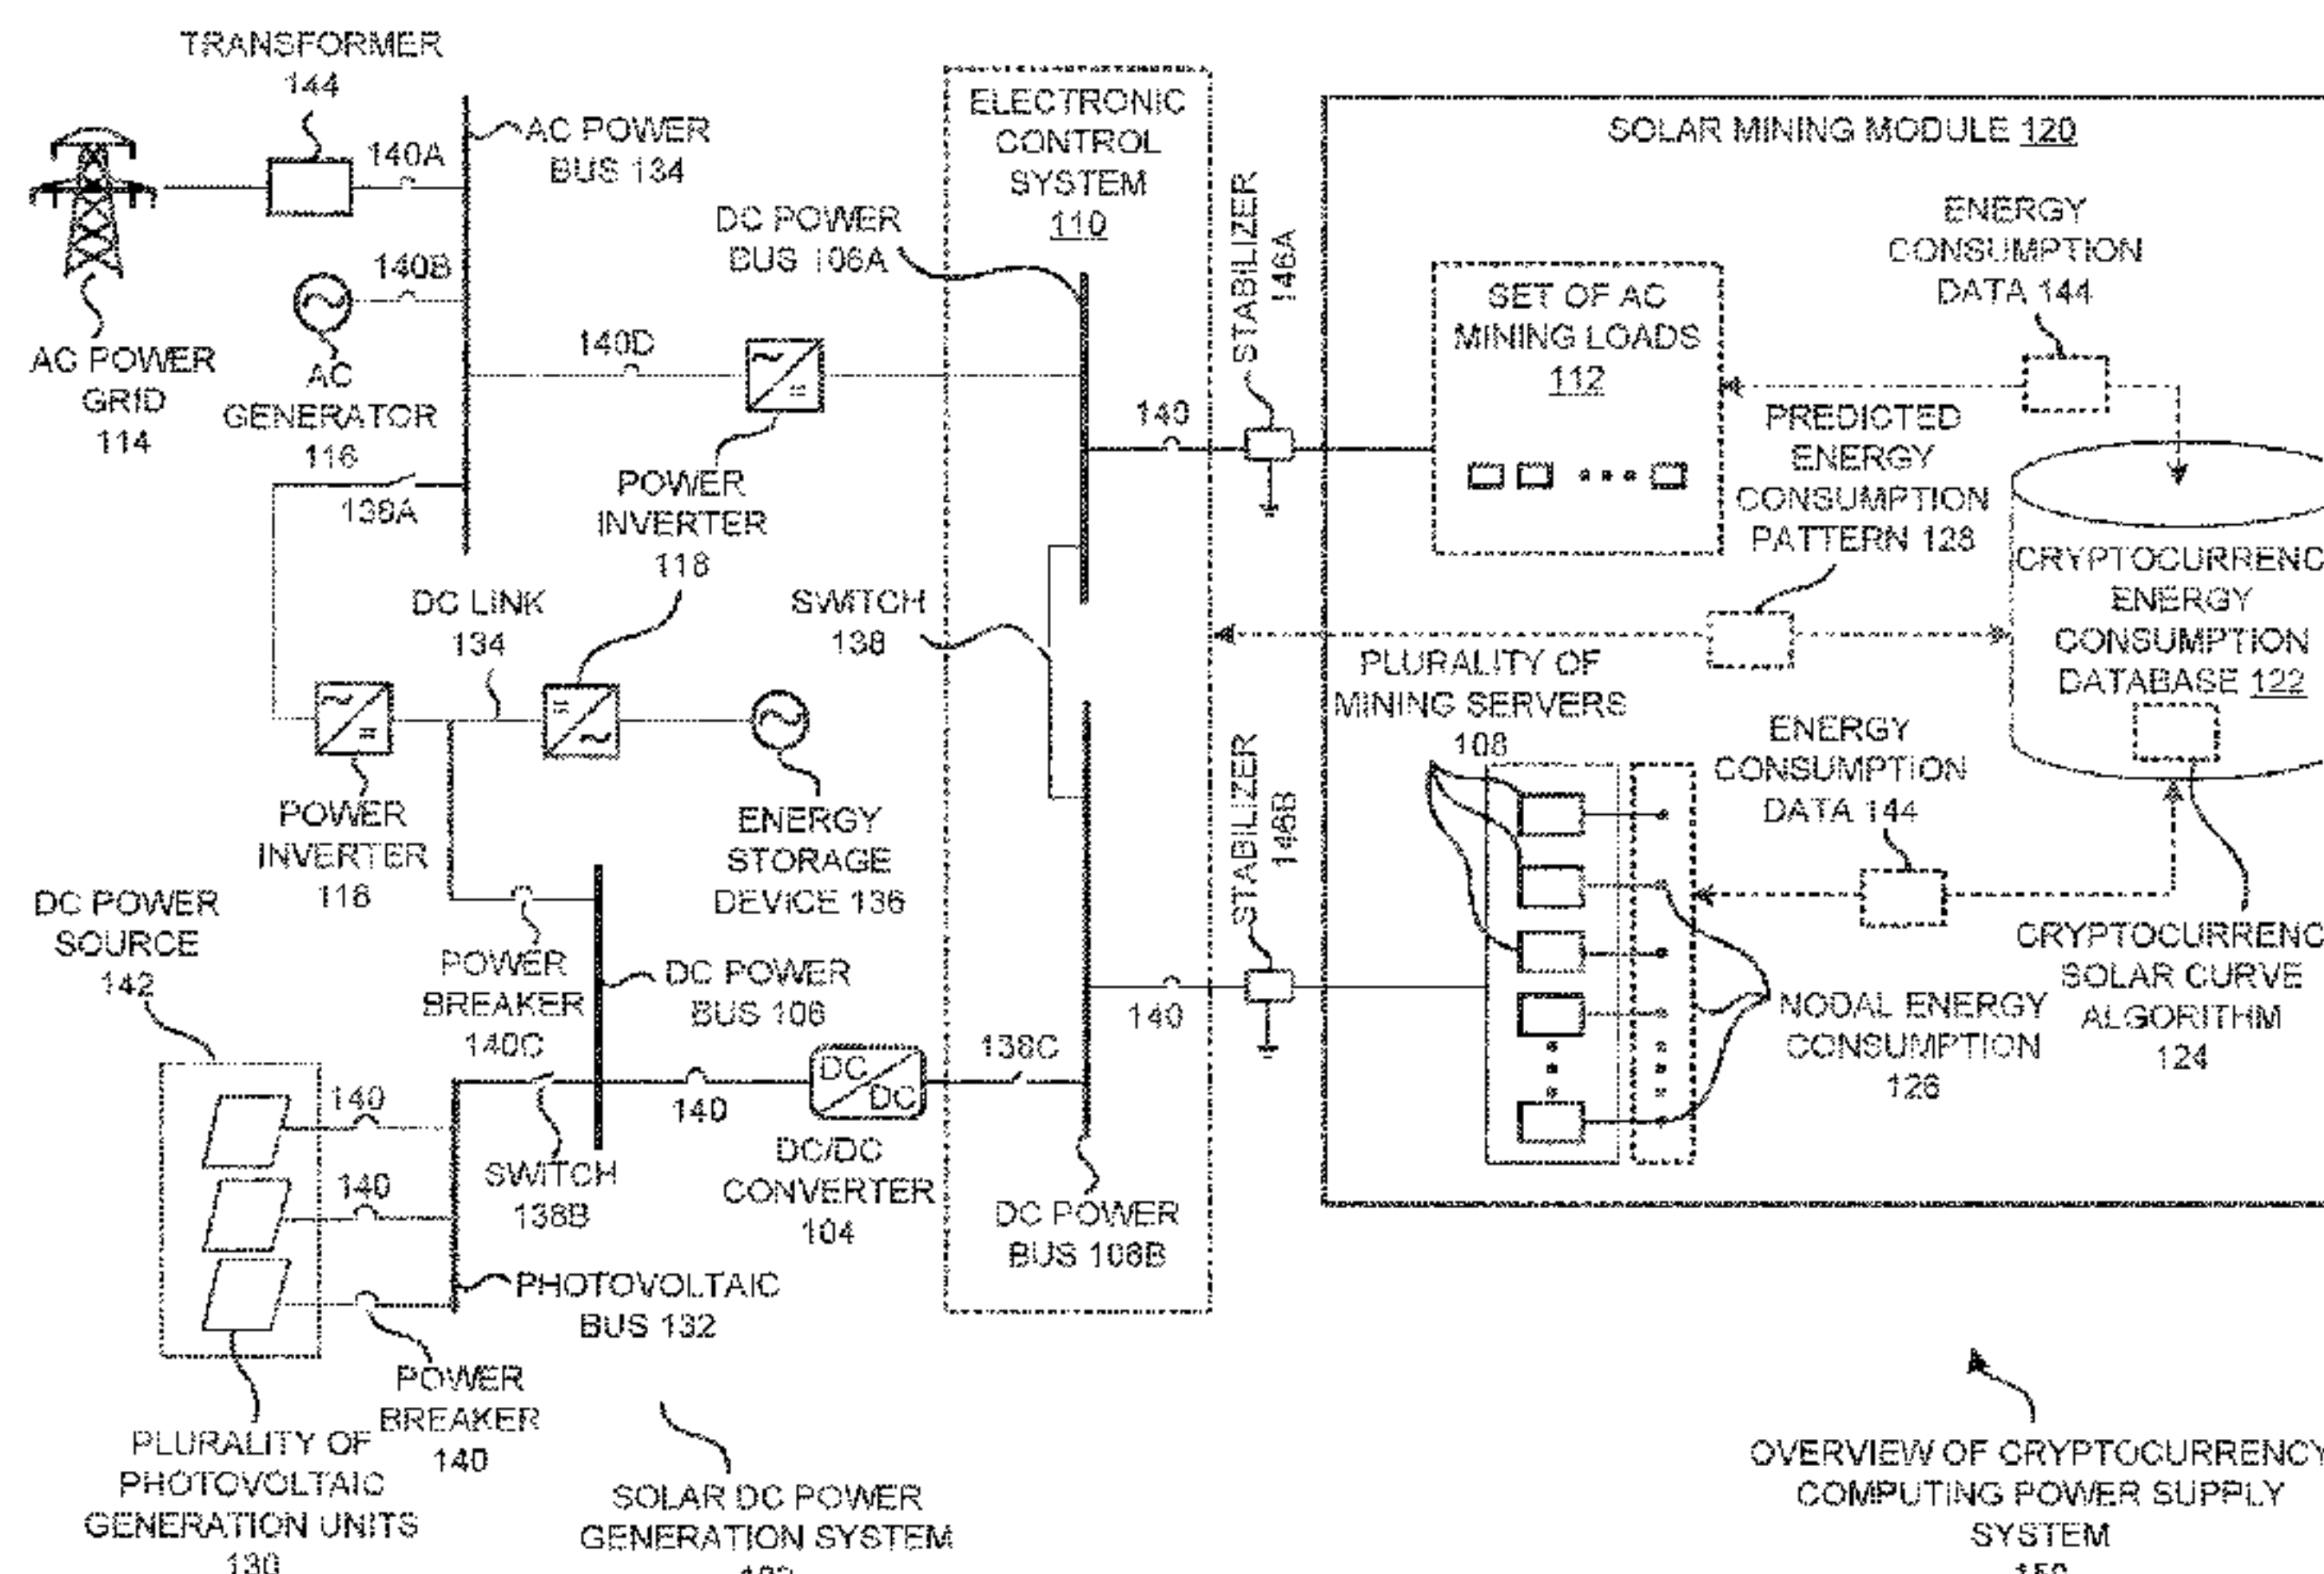 TRANSFORMER
144
140A
AC POWER
BUS 134
140B
AC POWER
GRID
114
AC
GENERATOR
116
138A
140D
POWER
INVERTER
118
DC POWER
BUS 106A
ELECTRONIC
CONTROL
SYSTEM
110
STABILIZER
146A
140
SOLAR MINING MODULE 120
SET OF AC
MINING LOADS
112
ENERGY
CONSUMPTION
DATA 144
PREDICTED
ENERGY
CONSUMPTION
PATTERN 128
CRYPTOCURRENC
ENERGY
CONSUMPTION
DATABASE 122
DC LINK
134
SWITCH
138
PLURALITY OF
MINING SERVERS
108
ENERGY
CONSUMPTION
DATA 144
POWER
INVERTER
118
ENERGY
STORAGE
DEVICE 136
STABILIZER
146B
DC POWER
SOURCE
142
POWER
BREAKER
140C
DC POWER
BUS 106
138C
140
CRYPTOCURRENC
SOLAR CURVE
ALGORITHM
124
NODAL ENERGY
CONSUMPTION
126
140
140
140
DC
DC
SWITCH
138B
DC/DC
CONVERTER
104
DC POWER
BUS 106B
PHOTOVOLTAIC
BUS 132
POWER
BREAKER
140
PLURALITY OF
PHOTOVOLTAIC
GENERATION UNITS
130
SOLAR DC POWER
GENERATION SYSTEM
OVERVIEW OF CRYPTOCURRENCY
COMPUTING POWER SUPPLY
SYSTEM